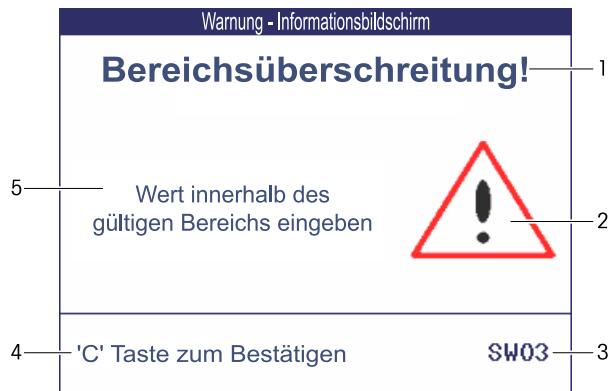 Warnung - Informationsbildschirm
Bereichsüberschreitung!
1
5
Wert innerhalb des
gültigen Bereichs eingeben
2
4
'C' Taste zum Bestätigen
SW03
3